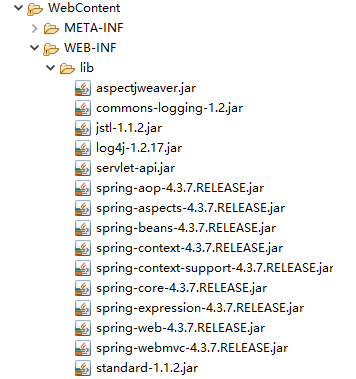 WebContent
META-INF
WEB-INF
lib
aspectjweaver.jar
commons-logging-1.2.jar
jstl-1.1.2.jar
log4j-1.2.17.jar
servlet-api.jar
spring-aop-4.3.7.RELEASE.jar
spring-aspects-4.3.7.RELEASE.jar
spring-beans-4.3.7.RELEASE.jar
spring-context-4.3.7.RELEASE.jar
spring-context-support-4.3.7.RELEASE.jar
spring-core-4.3.7.RELEASE.jar
spring-expression-4.3.7.RELEASE.jar
spring-web-4.3.7.RELEASE.jar
spring-webmvc-4.3.7.RELEASE.jar
standard-1.1.2.jar